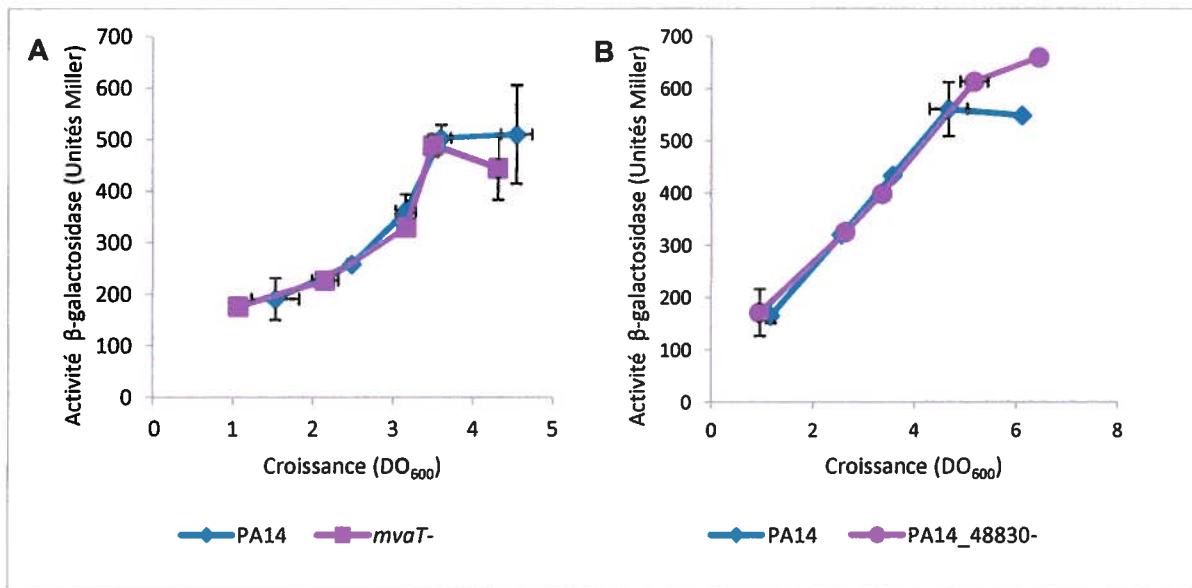 A
Activité β-galactosidase (Unités Miller)
700
600
500
400
300
200
100
0
0 1 2 3 4 5
Croissance (DO600)
PA14 mvaT-
B
Activité β-galactosidase (Unités Miller)
700
600
500
400
300
200
100
0
0 2 4 6 8
Croissance (DO600)
PA14 PA14_48830-